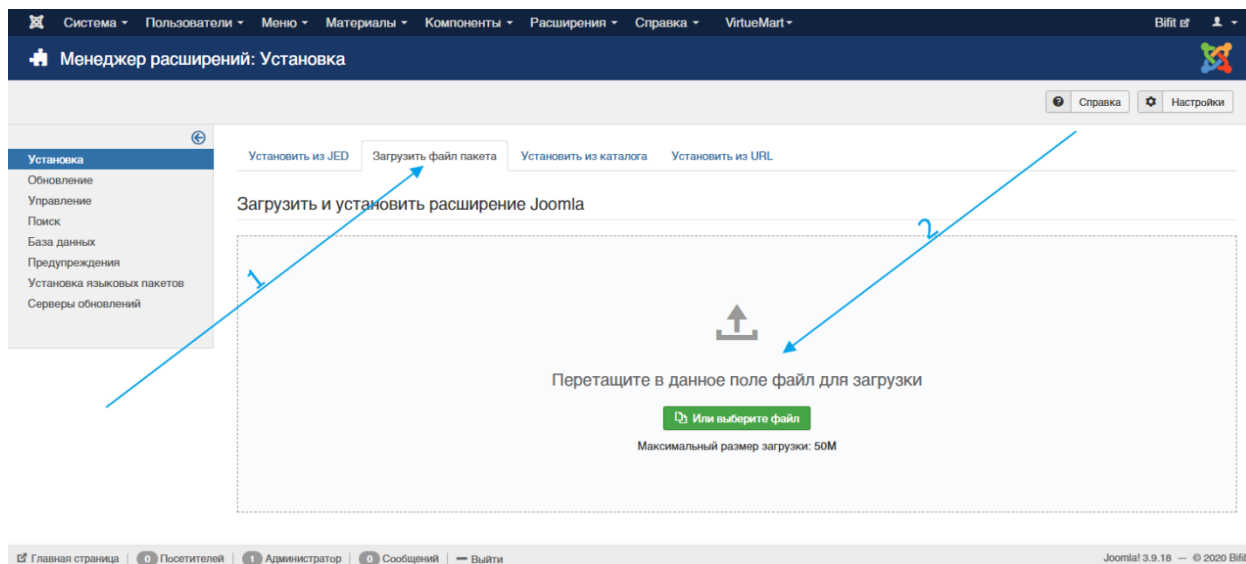 Система Пользователи Меню Материалы Компоненты Расширения Справка VirtueMart Bifit
Менеджер расширений: Установка
Справка Настройки
Установка
Обновление
Управление
Поиск
База данных
Предупреждения
Установка языковых пакетов
Серверы обновлений
Установить из JED Загрузить файл пакета Установить из каталога Установить из URL
Загрузить и установить расширение Joomla
1
2
Перетащите в данное поле файл для загрузки
Или выберите файл
Максимальный размер загрузки: 50M
Главная страница 0 Посетителей 1 Администратор 0 Сообщений Выйти Joomla! 3.9.18 — © 2020 Bifit